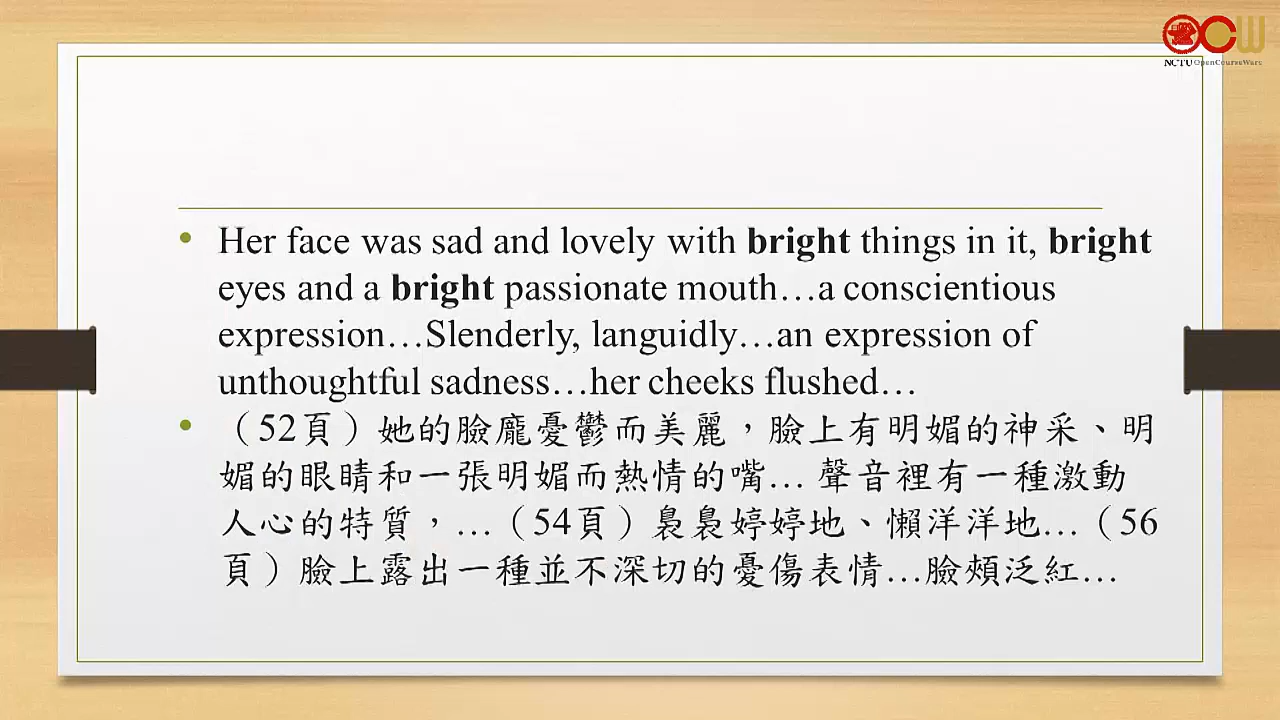 OCW
NCTU OpenCourseWare
• Her face was sad and lovely with bright things in it, bright
eyes and a bright passionate mouth…a conscientious
expression…Slenderly, languidly…an expression of
unthoughtful sadness…her cheeks flushed…
• （52頁）她的臉龐憂鬱而美麗，臉上有明媚的神采、明
媚的眼睛和一張明媚而熱情的嘴… 聲音裡有一種激動
人心的特質，…（54頁）裊裊婷婷地、懶洋洋地…（56
頁）臉上露出一種並不深切的憂傷表情…臉頰泛紅…